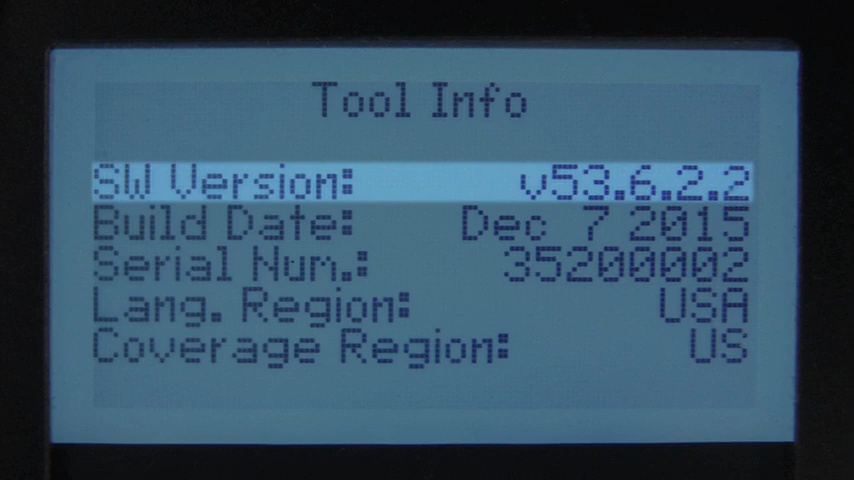 Tool Info
SW Version: v53.6.2.2
Build Date: Dec 7 2015
Serial Num.: 35200002
Lang. Region: USA
Coverage Region: US